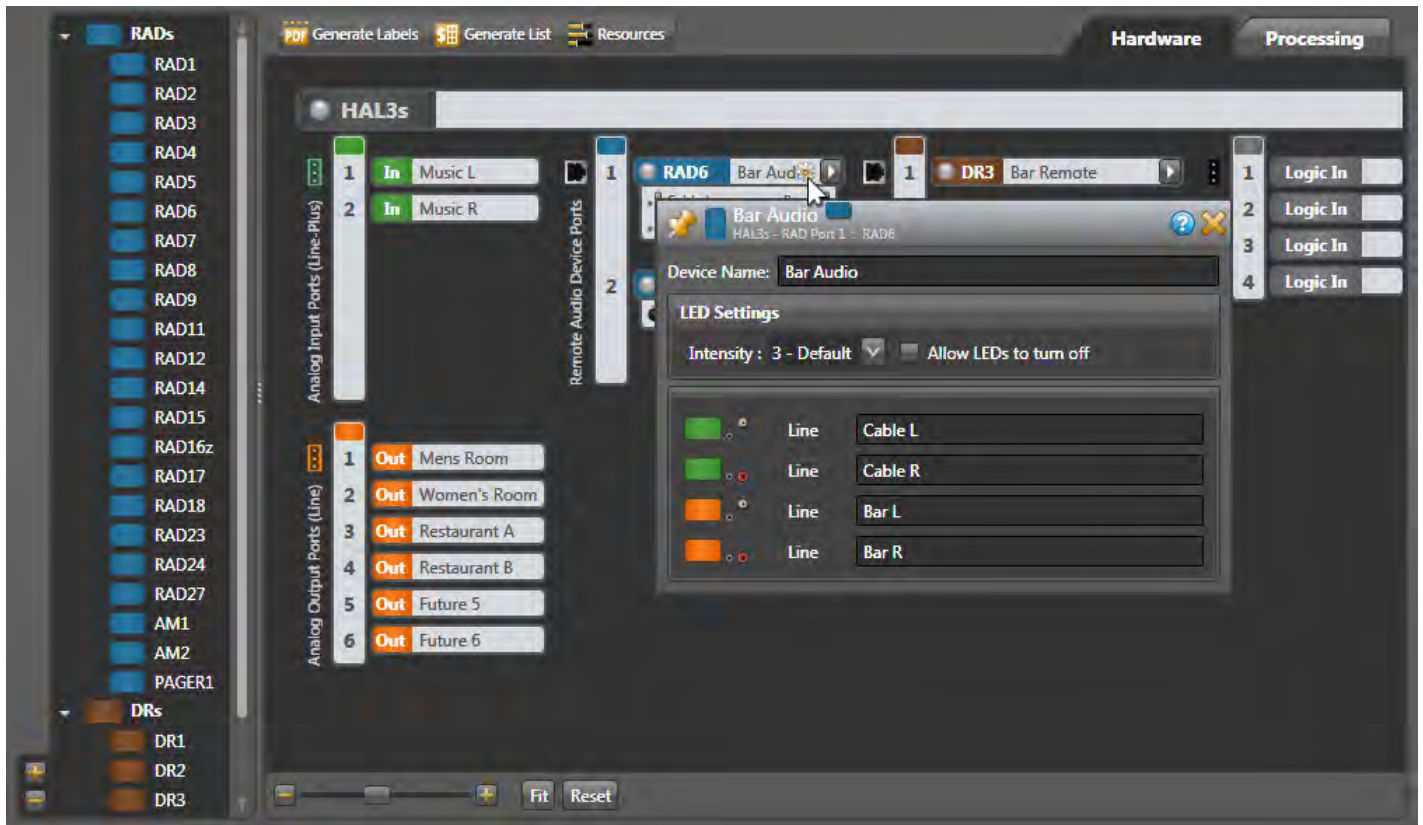 RADs
RAD1
RAD2
RAD3
RAD4
RAD5
RAD6
RAD7
RAD8
RAD9
RAD11
RAD12
RAD14
RAD15
RAD16z
RAD17
RAD18
RAD23
RAD24
RAD27
AM1
AM2
PAGER1
DRs
DR1
DR2
DR3
PDF Generate Labels
Generate List
Resources
Hardware
Processing
HAL3s
Analog Input Ports (Line-Plus)
1 In Music L
2 In Music R
Remote Audio Device Ports
1 RAD6 Bar Audi
2
1 DR3 Bar Remote
1 Logic In
2 Logic In
3 Logic In
4 Logic In
Bar Audio
HAL3s - RAD Port 1 : RAD6
Device Name: Bar Audio
LED Settings
Intensity : 3 - Default
Allow LEDs to turn off
Line Cable L
Line Cable R
Line Bar L
Line Bar R
Analog Output Ports (Line)
1 Out Mens Room
2 Out Women's Room
3 Out Restaurant A
4 Out Restaurant B
5 Out Future 5
6 Out Future 6
Fit
Reset